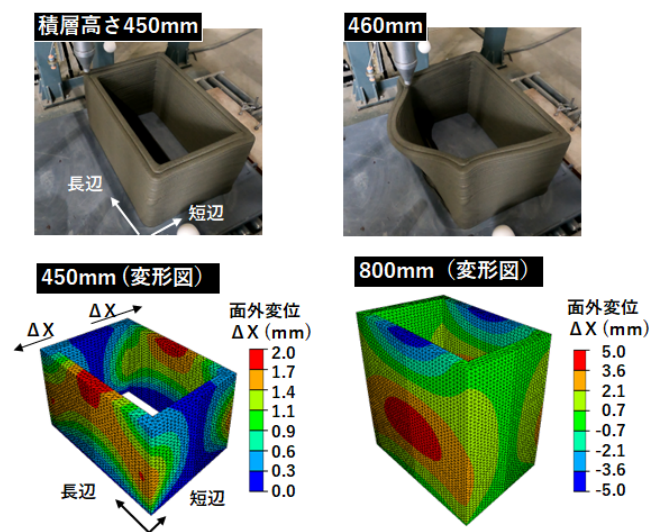 積層高さ450mm
460mm
長辺
短辺
450mm(変形図)
800mm(変形図)
面外変位
ΔX(mm)
ΔX
ΔX
2.0
1.7
1.4
1.1
0.9
0.6
0.3
0.0
長辺
短辺
面外変位
ΔX(mm)
5.0
3.6
2.1
0.7
-0.7
-2.1
-3.6
-5.0